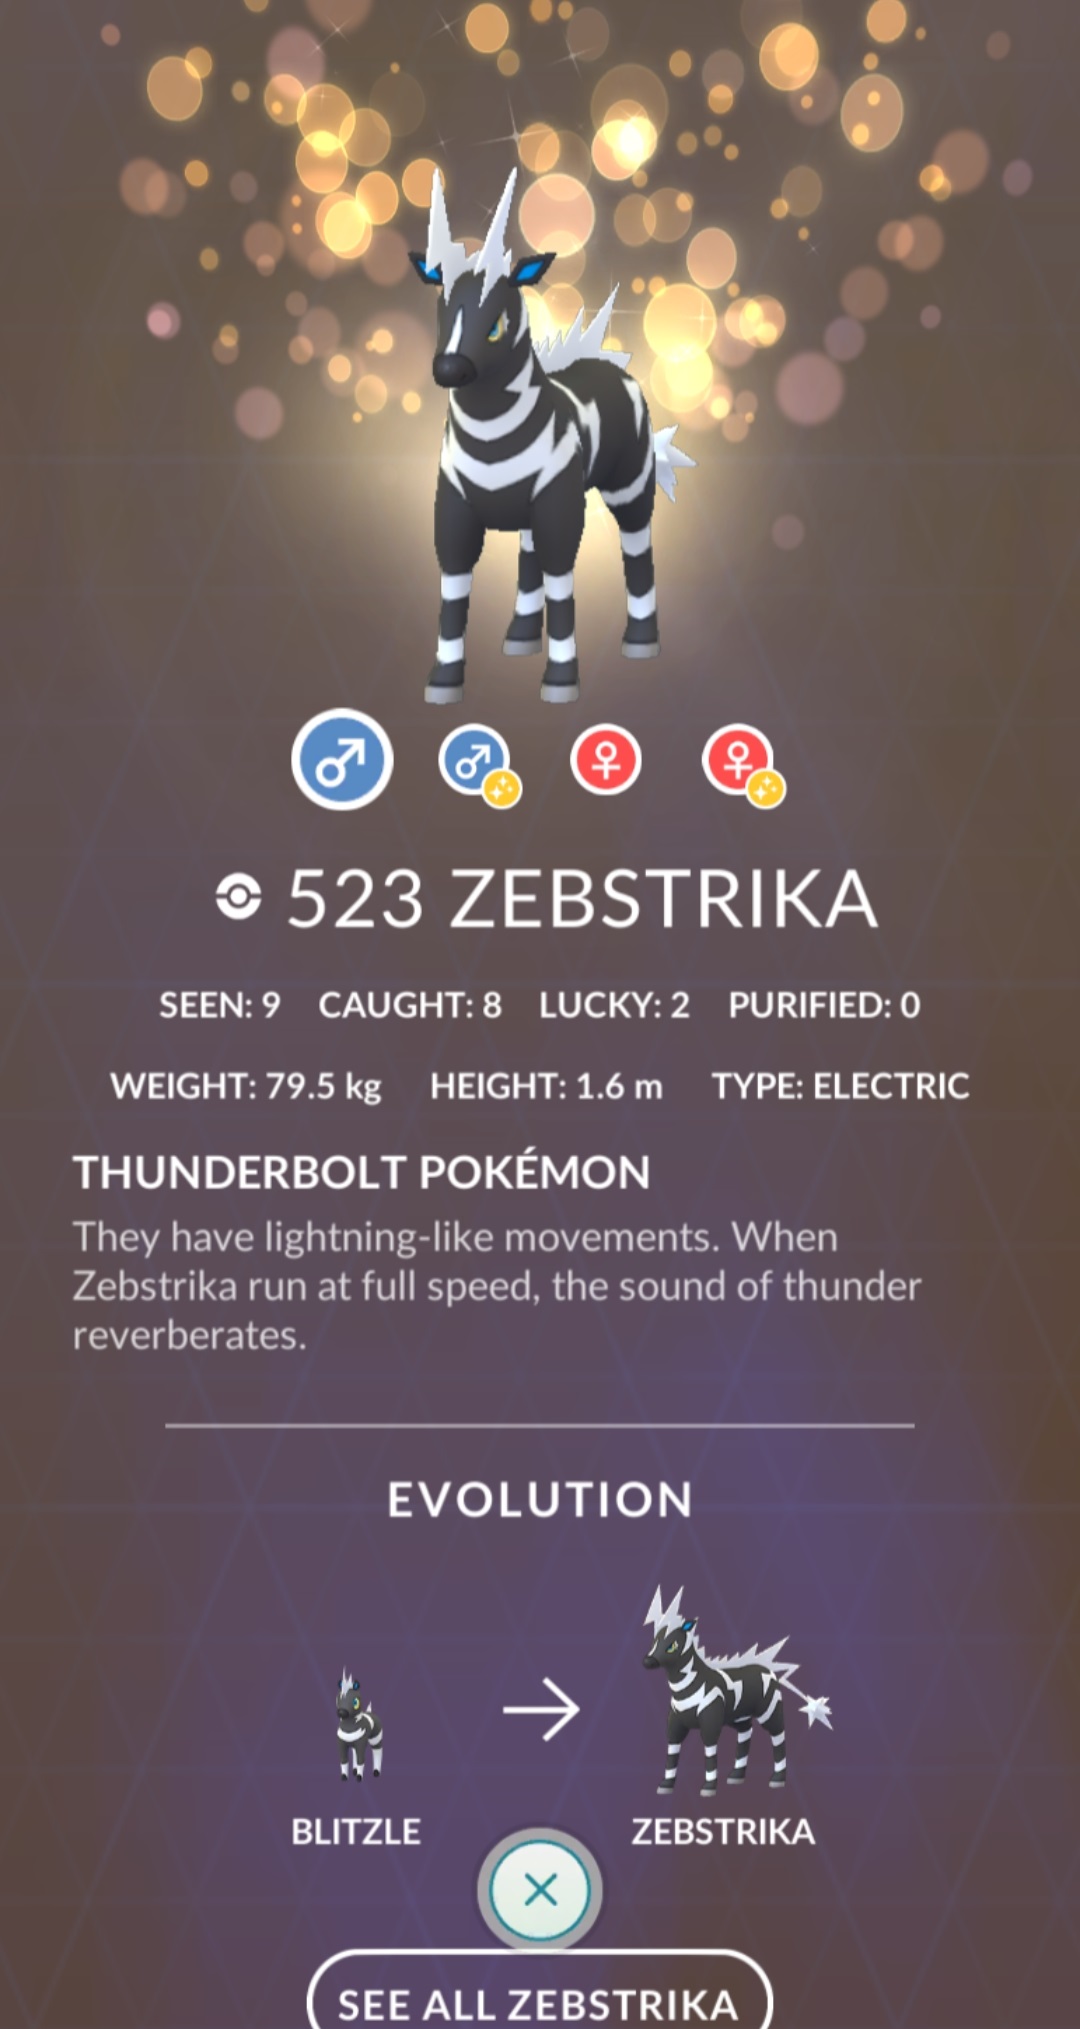 523 ZEBSTRIKA
SEEN: 9 CAUGHT: 8 LUCKY: 2 PURIFIED: 0
WEIGHT: 79.5 kg HEIGHT: 1.6 m TYPE: ELECTRIC
THUNDERBOLT POKÉMON
They have lightning-like movements. When
Zebstrika run at full speed, the sound of thunder
reverberates.
EVOLUTION
BLITZLE ZEBSTRIKA
SEE ALL ZEBSTRIKA